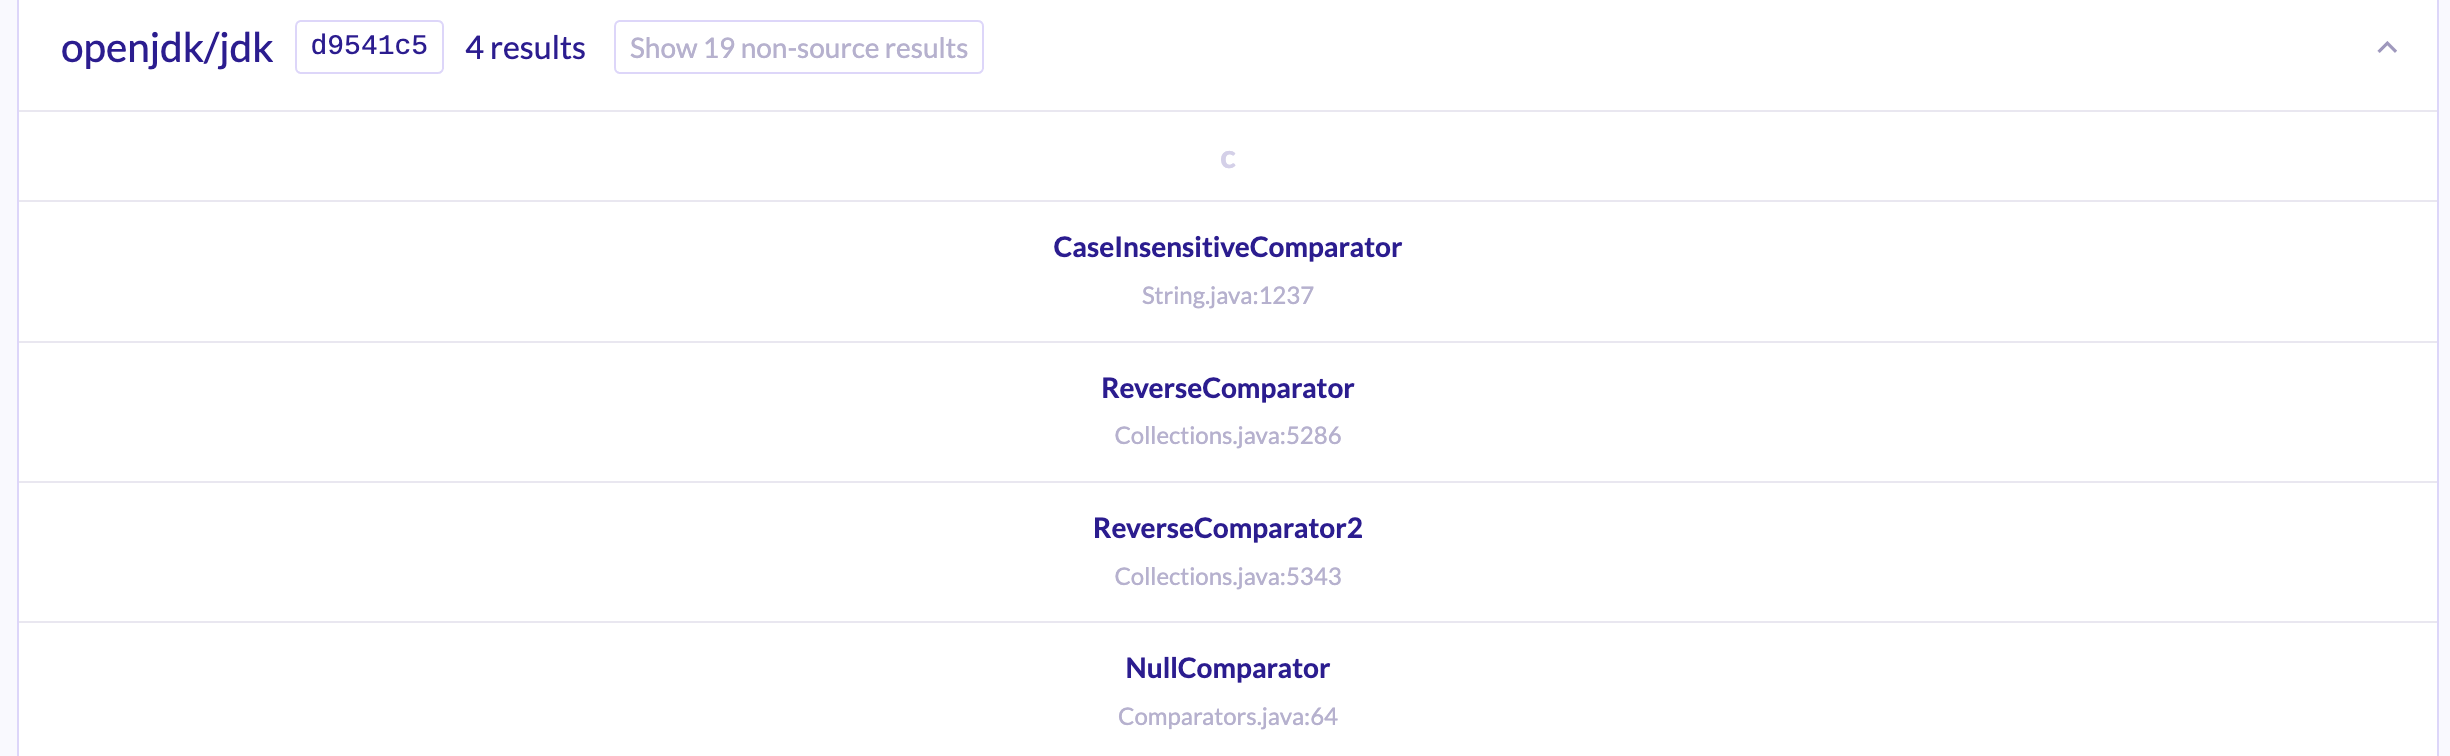 openjdk/jdk d9541c5 4 results Show 19 non-source results
c
CaseInsensitiveComparator
String.java:1237
ReverseComparator
Collections.java:5286
ReverseComparator2
Collections.java:5343
NullComparator
Comparators.java:64